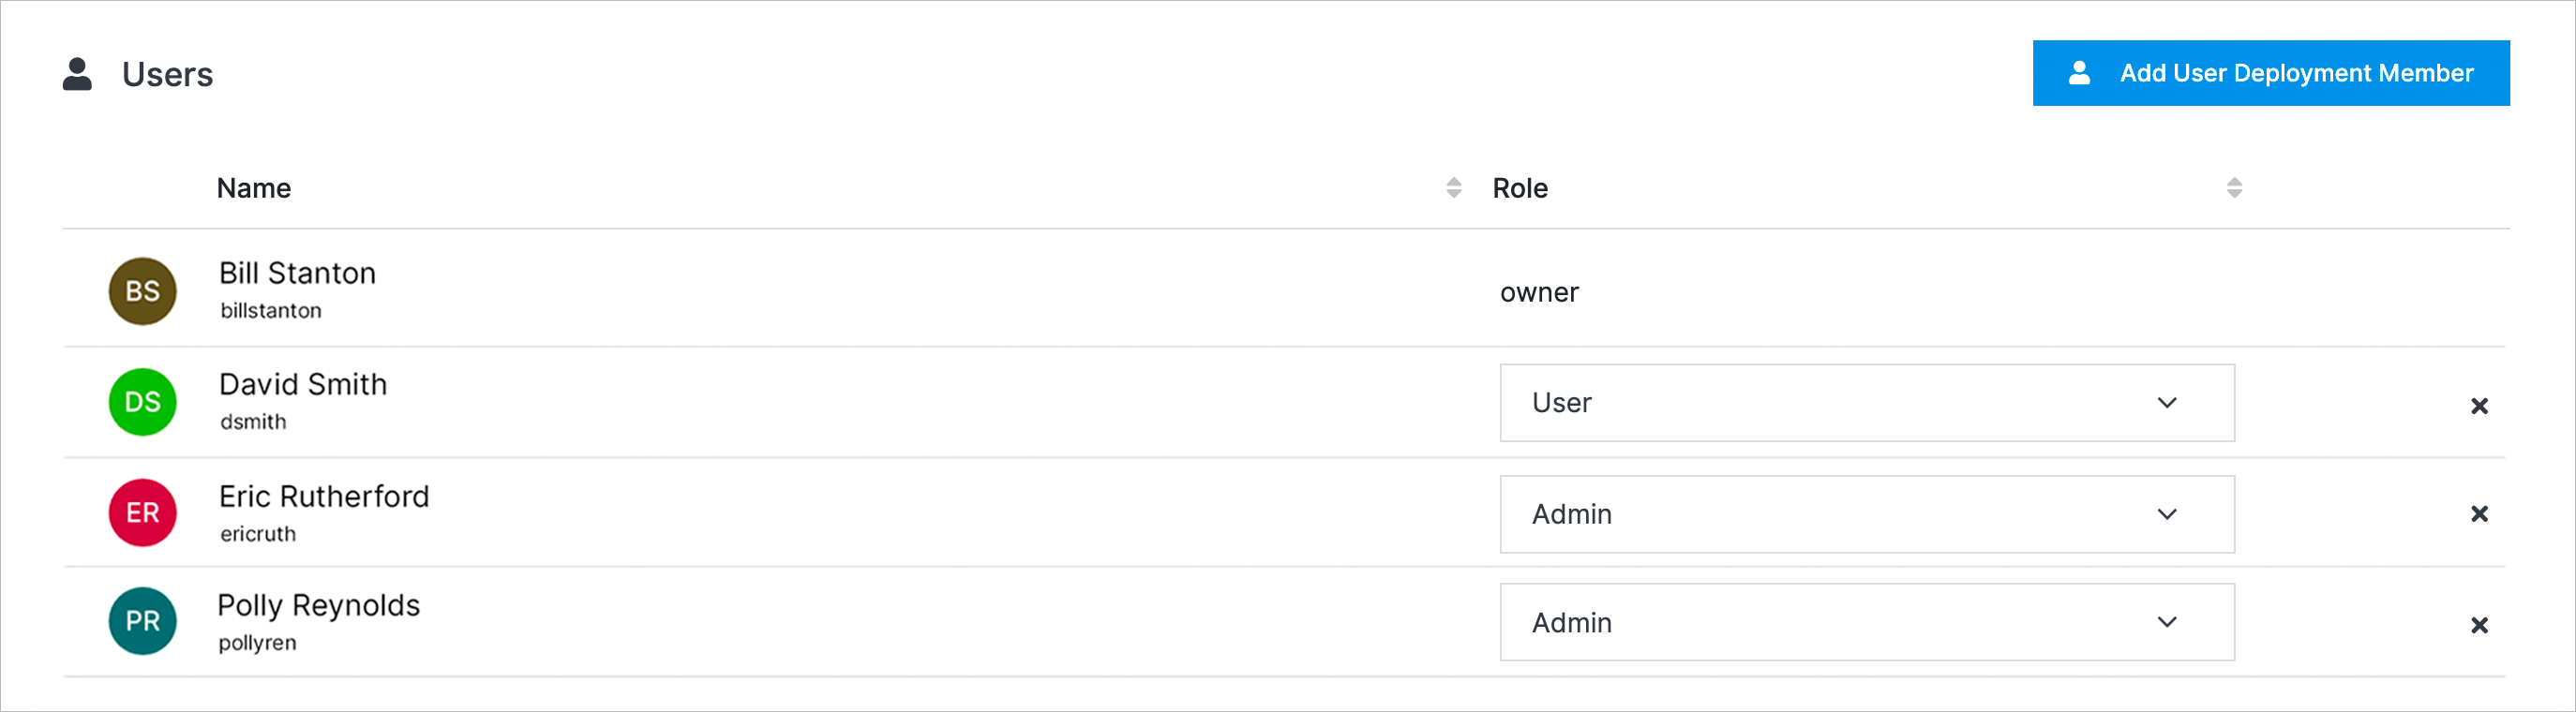 Users
Add User Deployment Member
Name
Role
BS
Bill Stanton
billstanton
owner
DS
David Smith
dsmith
User
ER
Eric Rutherford
ericruth
Admin
PR
Polly Reynolds
pollyren
Admin